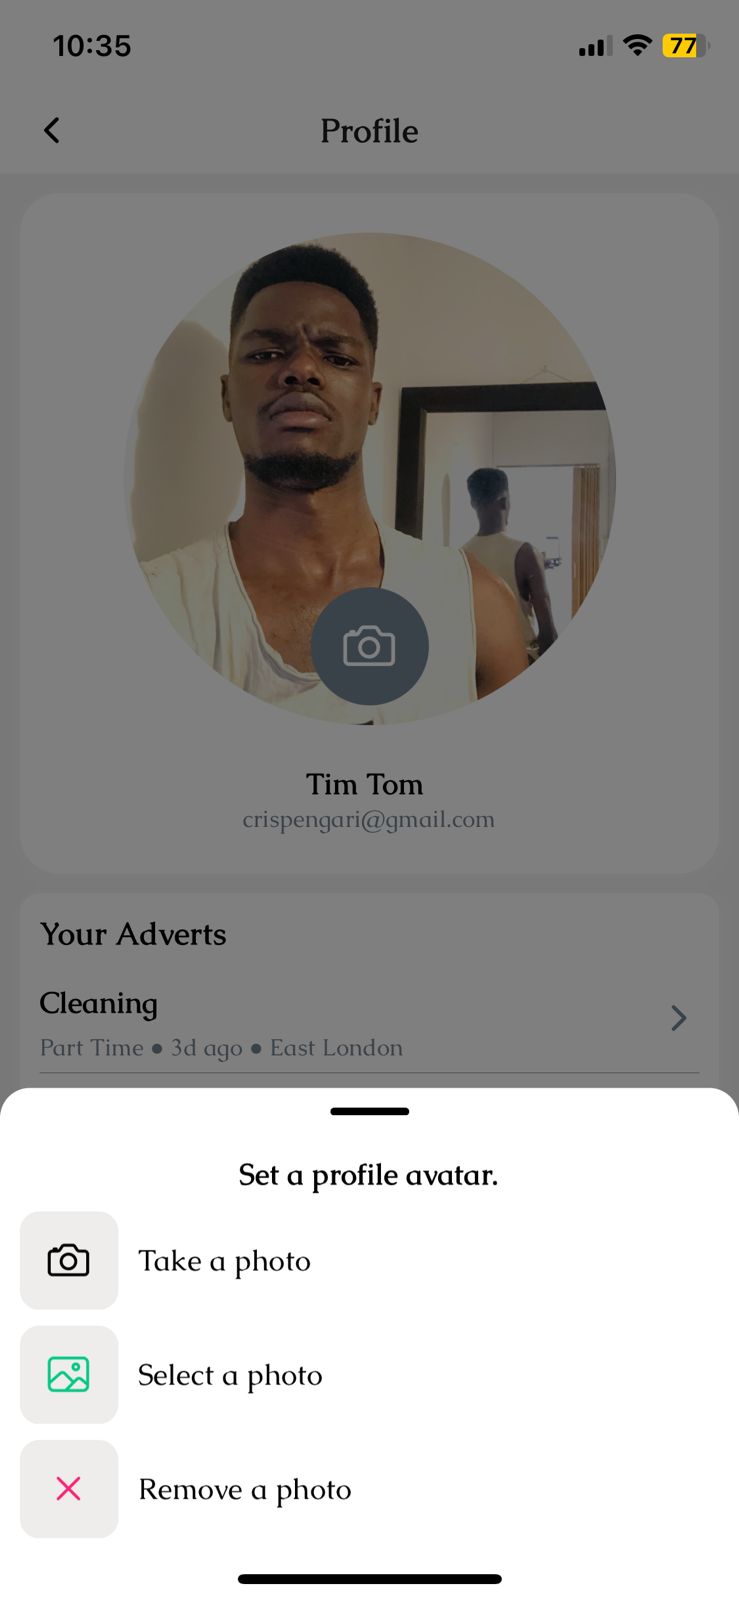 10:35
77
Profile
Tim Tom
crispengari@gmail.com
Your Adverts
Cleaning
Part Time ● 3d ago ● East London
Set a profile avatar.
Take a photo
Select a photo
Remove a photo